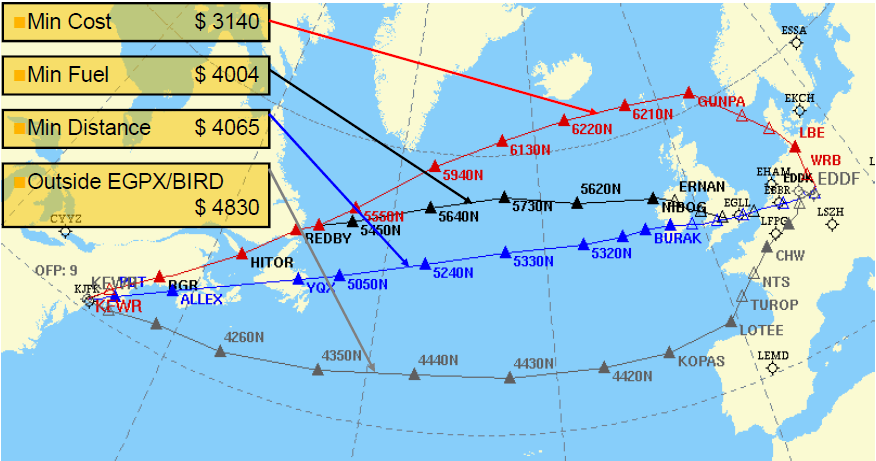 Min Cost $ 3140
Min Fuel $ 4004
Min Distance $ 4065
Outside EGPX/BIRD
$ 4830
ESSA
EKCH
GUNPA
6210N
6220N
LBE
6130N
WRB
5940N
EHAM
EDDK
EDDF
5620N
ERNAN
EBBR
5730N
NIBOG
EGLL
5550N
5640N
LFPG
LSZH
CYYZ
5450N
REDBY
BURAK
HITOR
5320N
CHW
5330N
OFP: 9
5240N
KEWR
BGR
5050N
NTS
KJFK
YQX
ALLEX
KEWR
TUROP
LOTEE
4260N
4350N
4440N
4430N
4420N
KOPAS
LEMD